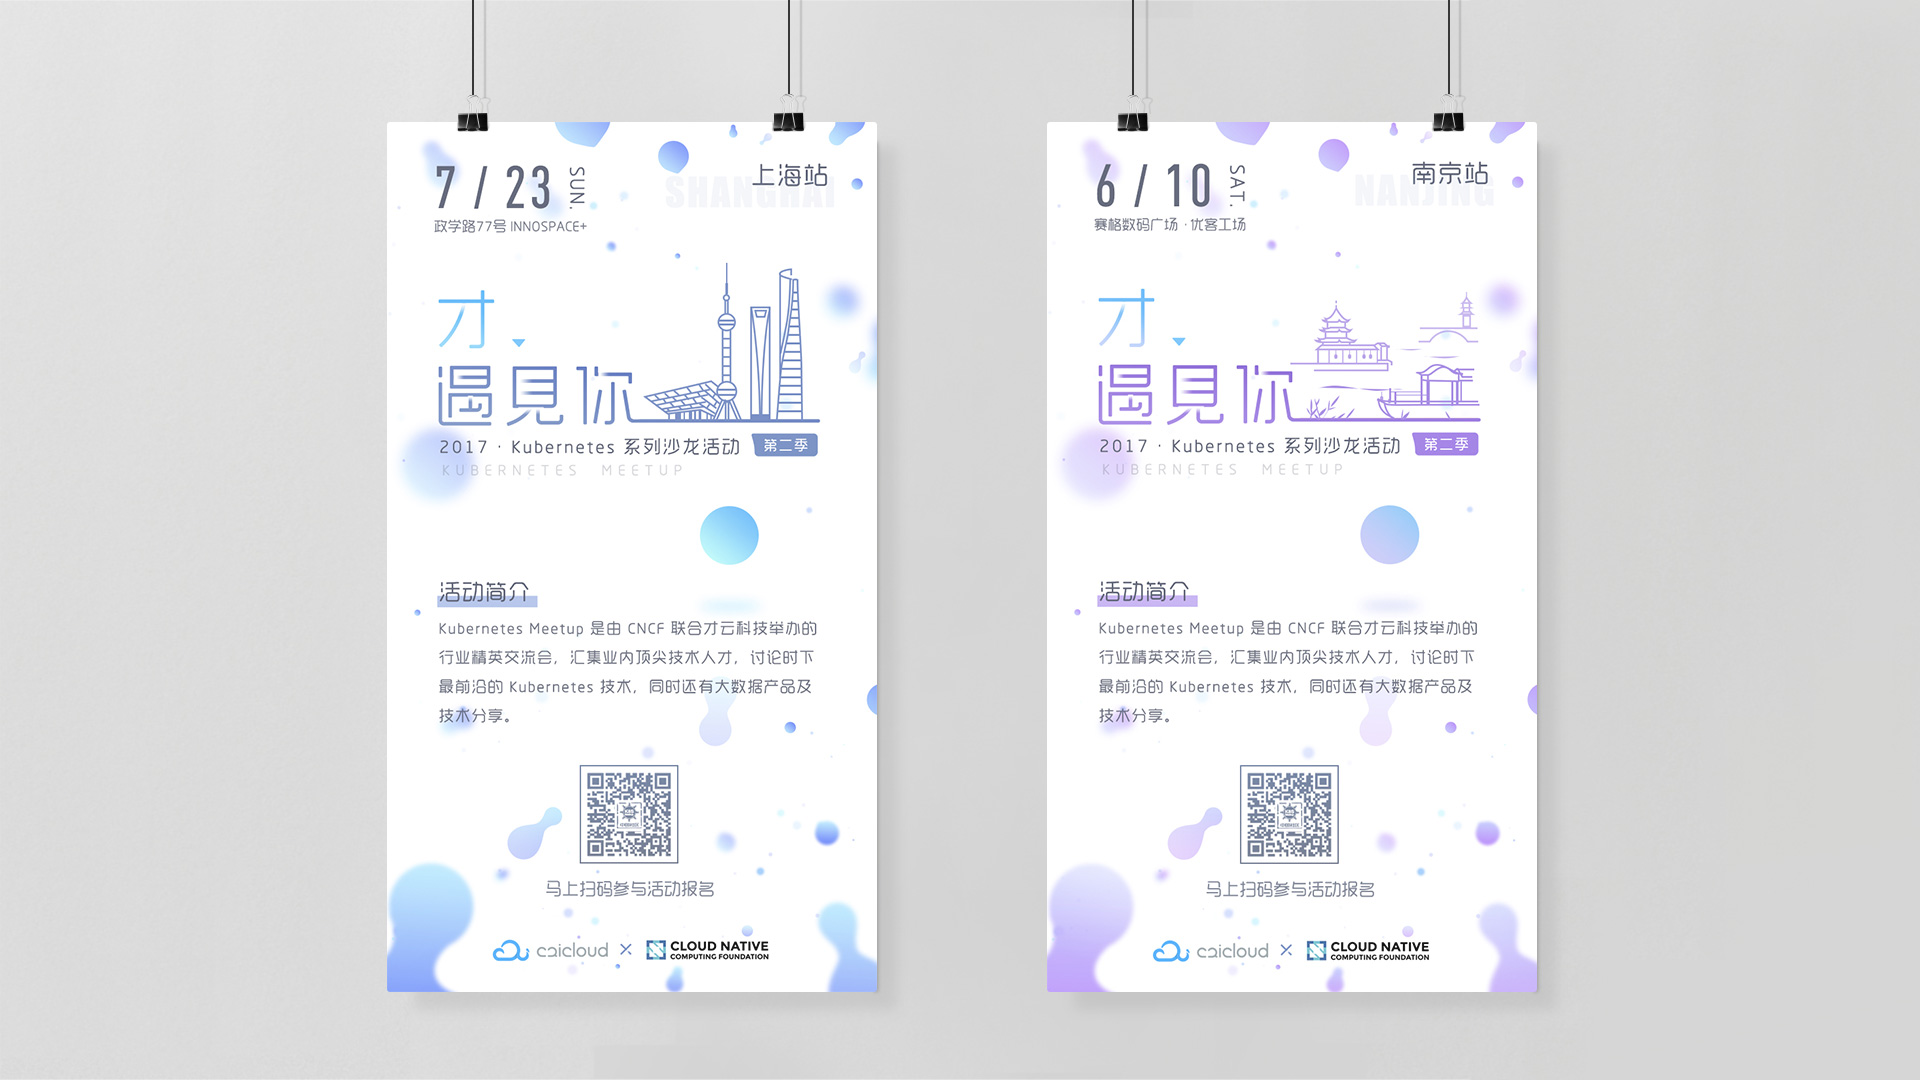 7 / 23 SUN.
政学路77号 INNOSPACE+
上海站
SHANGHAI
才.
遇見你
2017 · Kubernetes 系列沙龙活动 第二季
KUBERNETES MEETUP
活动简介
Kubernetes Meetup 是由 CNCF 联合才云科技举办的
行业精英交流会，汇集业内顶尖技术人才，讨论时下
最前沿的 Kubernetes 技术，同时还有大数据产品及
技术分享。
马上扫码参与活动报名
caicloud × CLOUD NATIVE
COMPUTING FOUNDATION
6 / 10 SAT.
赛格数码广场 · 优客工场
南京站
NANJING
才.
遇見你
2017 · Kubernetes 系列沙龙活动 第二季
KUBERNETES MEETUP
活动简介
Kubernetes Meetup 是由 CNCF 联合才云科技举办的
行业精英交流会，汇集业内顶尖技术人才，讨论时下
最前沿的 Kubernetes 技术，同时还有大数据产品及
技术分享。
马上扫码参与活动报名
caicloud × CLOUD NATIVE
COMPUTING FOUNDATION